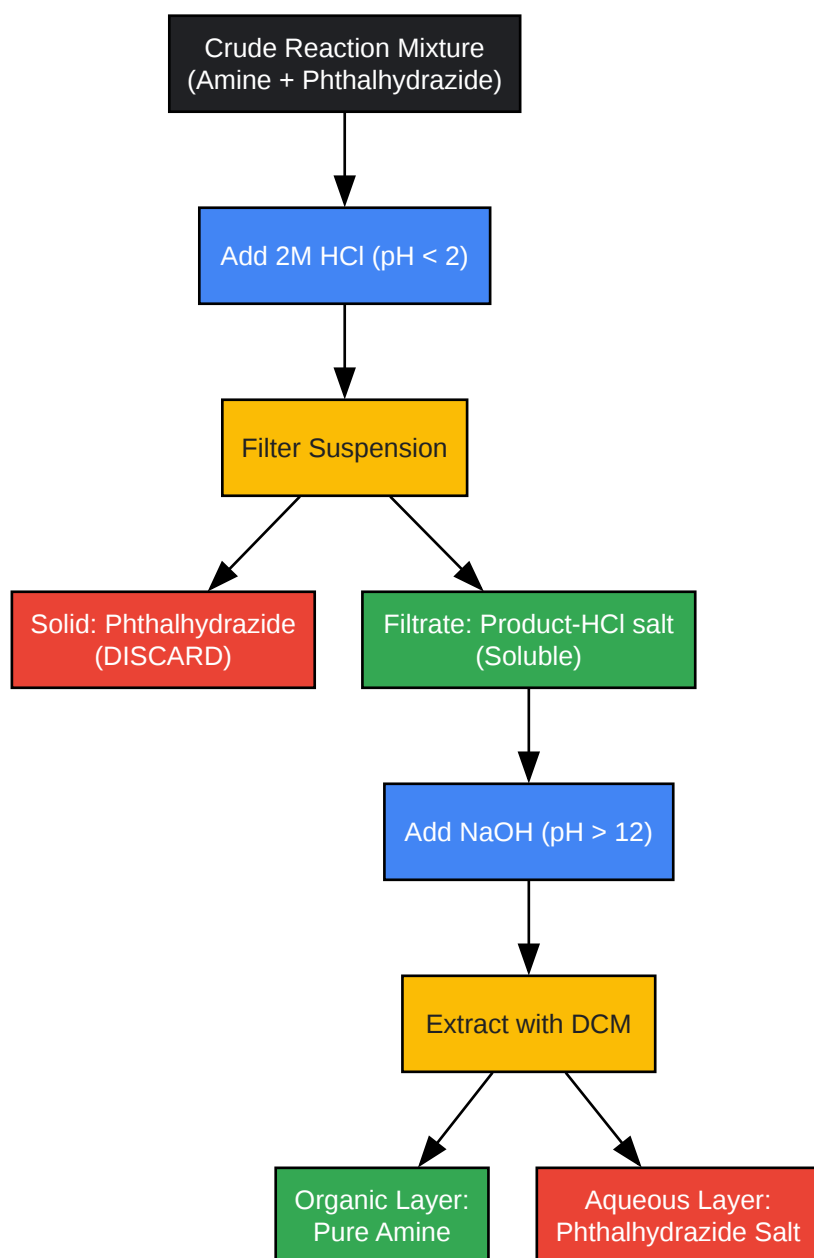 Crude Reaction Mixture
(Amine + Phthalhydrazide)
Add 2M HCl (pH < 2)
Filter Suspension
Solid: Phthalhydrazide
(DISCARD)
Filtrate: Product-HCl salt
(Soluble)
Add NaOH (pH > 12)
Extract with DCM
Organic Layer:
Pure Amine
Aqueous Layer:
Phthalhydrazide Salt